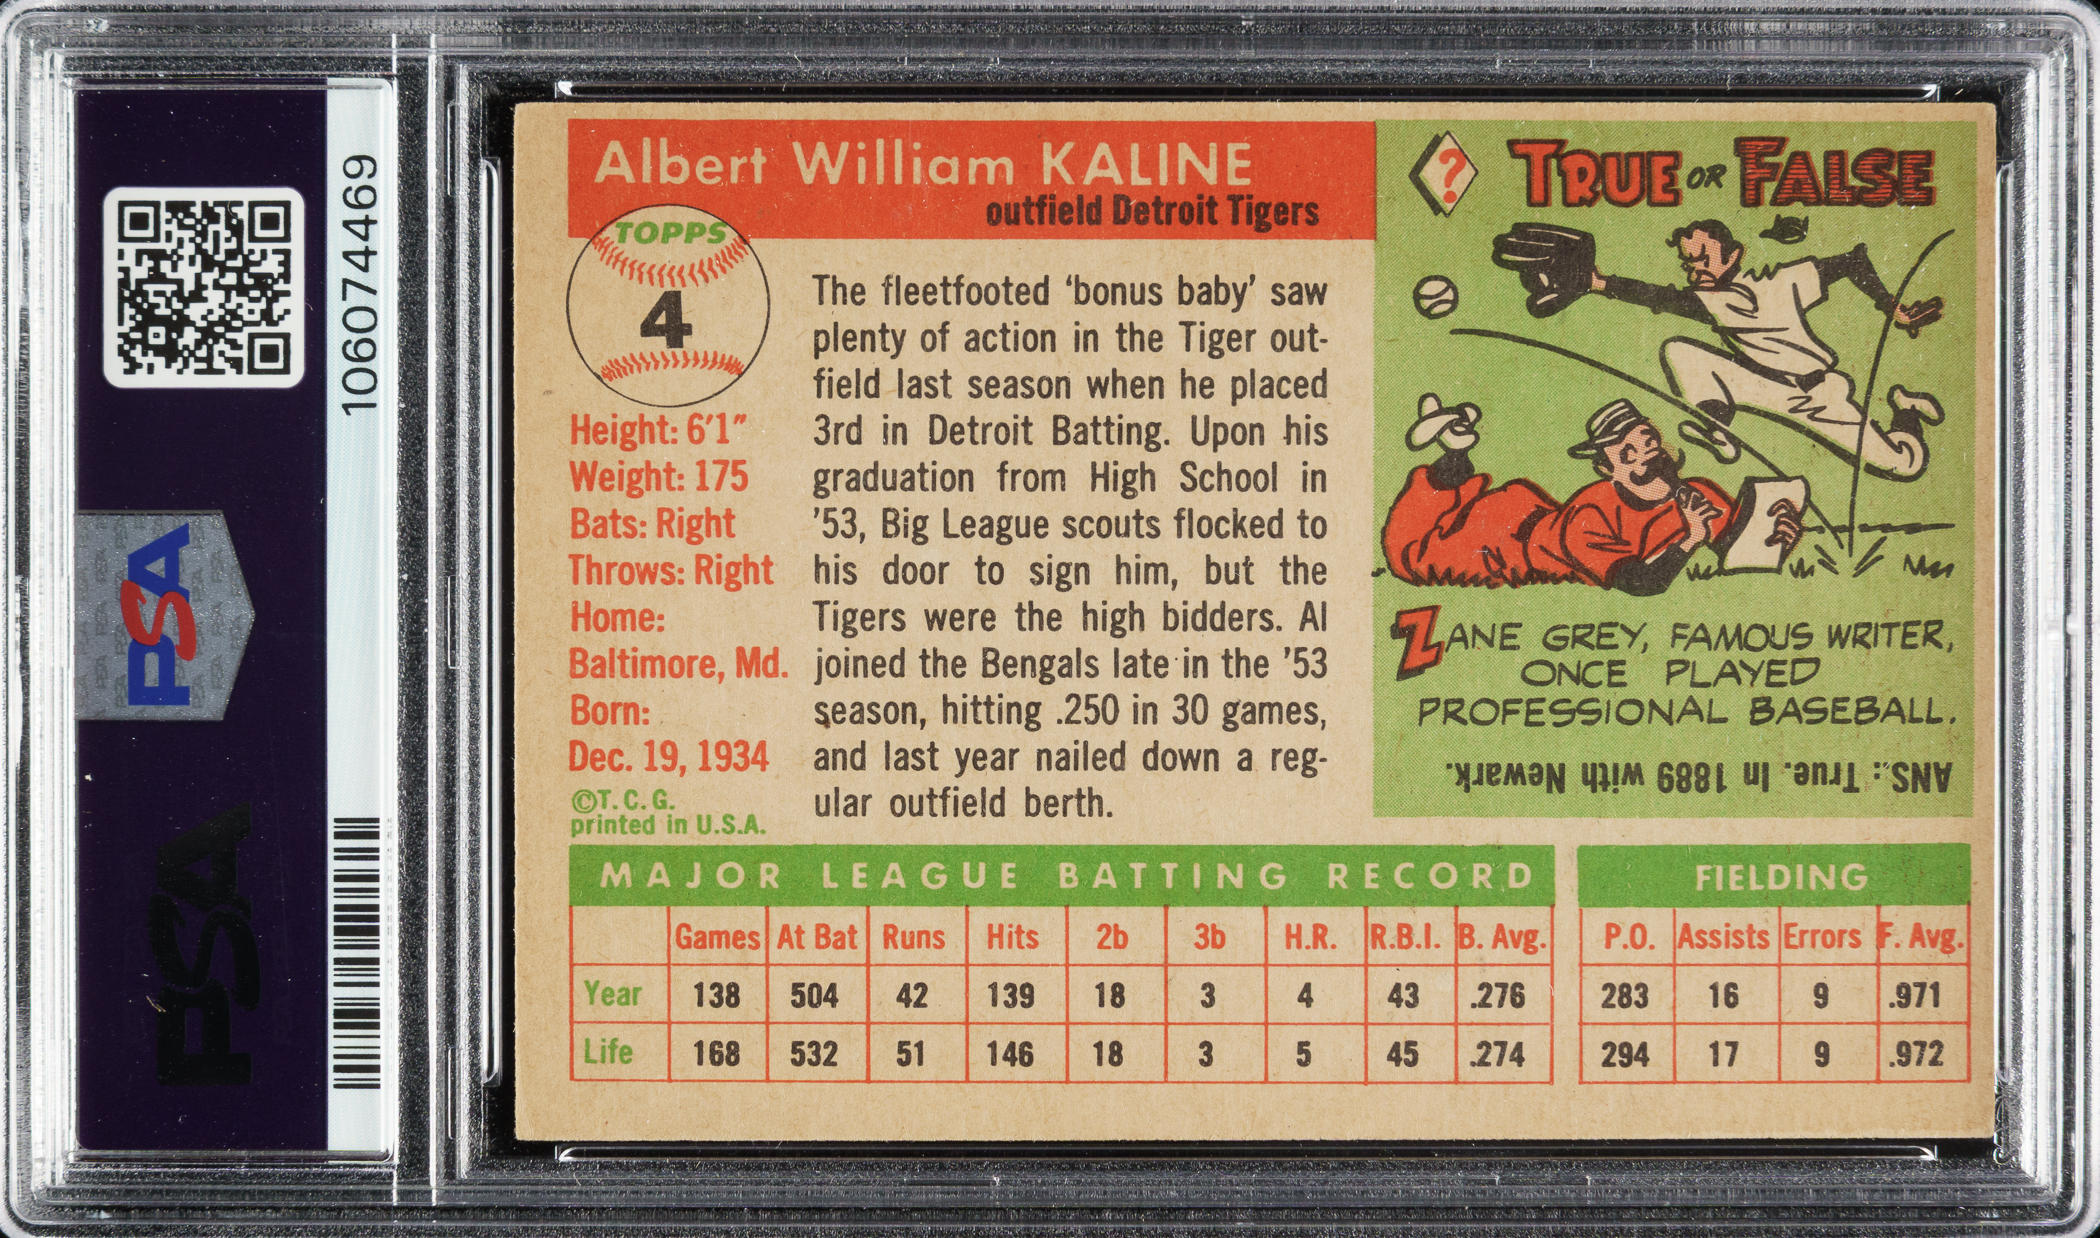 106074469
PSA
PSA
Albert William KALINE
outfield Detroit Tigers
TOPPS
4
Height: 6'1"
Weight: 175
Bats: Right
Throws: Right
Home:
Baltimore, Md.
Born:
Dec. 19, 1934
©T. C. G.
printed in U.S.A.
The fleetfooted ‘bonus baby’ saw
plenty of action in the Tiger out-
field last season when he placed
3rd in Detroit Batting. Upon his
graduation from High School in
’53, Big League scouts flocked to
his door to sign him, but the
Tigers were the high bidders. Al
joined the Bengals late in the ’53
season, hitting .250 in 30 games,
and last year nailed down a reg-
ular outfield berth.
? TRUE OR FALSE
ZANE GREY, FAMOUS WRITER,
ONCE PLAYED
PROFESSIONAL BASEBALL.
ANS.: True. In 1889 with Newark.
MAJOR LEAGUE BATTING RECORD
Games At Bat Runs Hits 2b 3b H.R. R.B.I. B. Avg.
Year 138 504 42 139 18 3 4 43 .276
Life 168 532 51 146 18 3 5 45 .274
FIELDING
P.O. Assists Errors F. Avg.
283 16 9 .971
294 17 9 .972